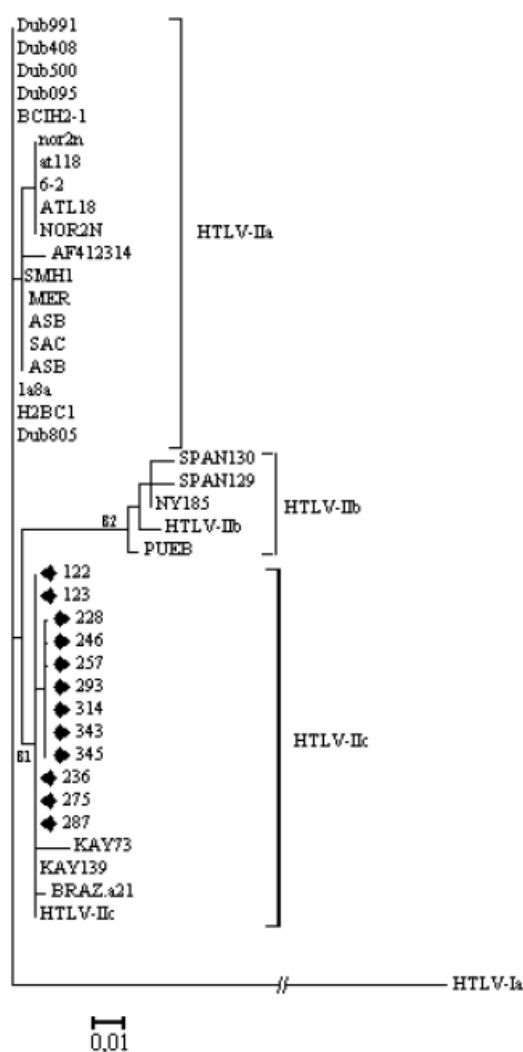 Dub991
Dub408
Dub500
Dub095
BCIH2-1
nor2n
at118
6-2
ATL18
NOR2N
HTLV-IIa
AF412314
SMH1
MER
ASB
SAC
ASB
1a8a
H2BC1
Dub805
SPAN130
SPAN129
NY185
HTLV-IIb
62
HTLV-IIb
PUEB
122
123
228
246
257
293
314
343
HTLV-IIc
345
61
236
275
287
KAY73
KAY139
BRAZ.a21
HTLV-IIc
HTLV-Ia
0,01